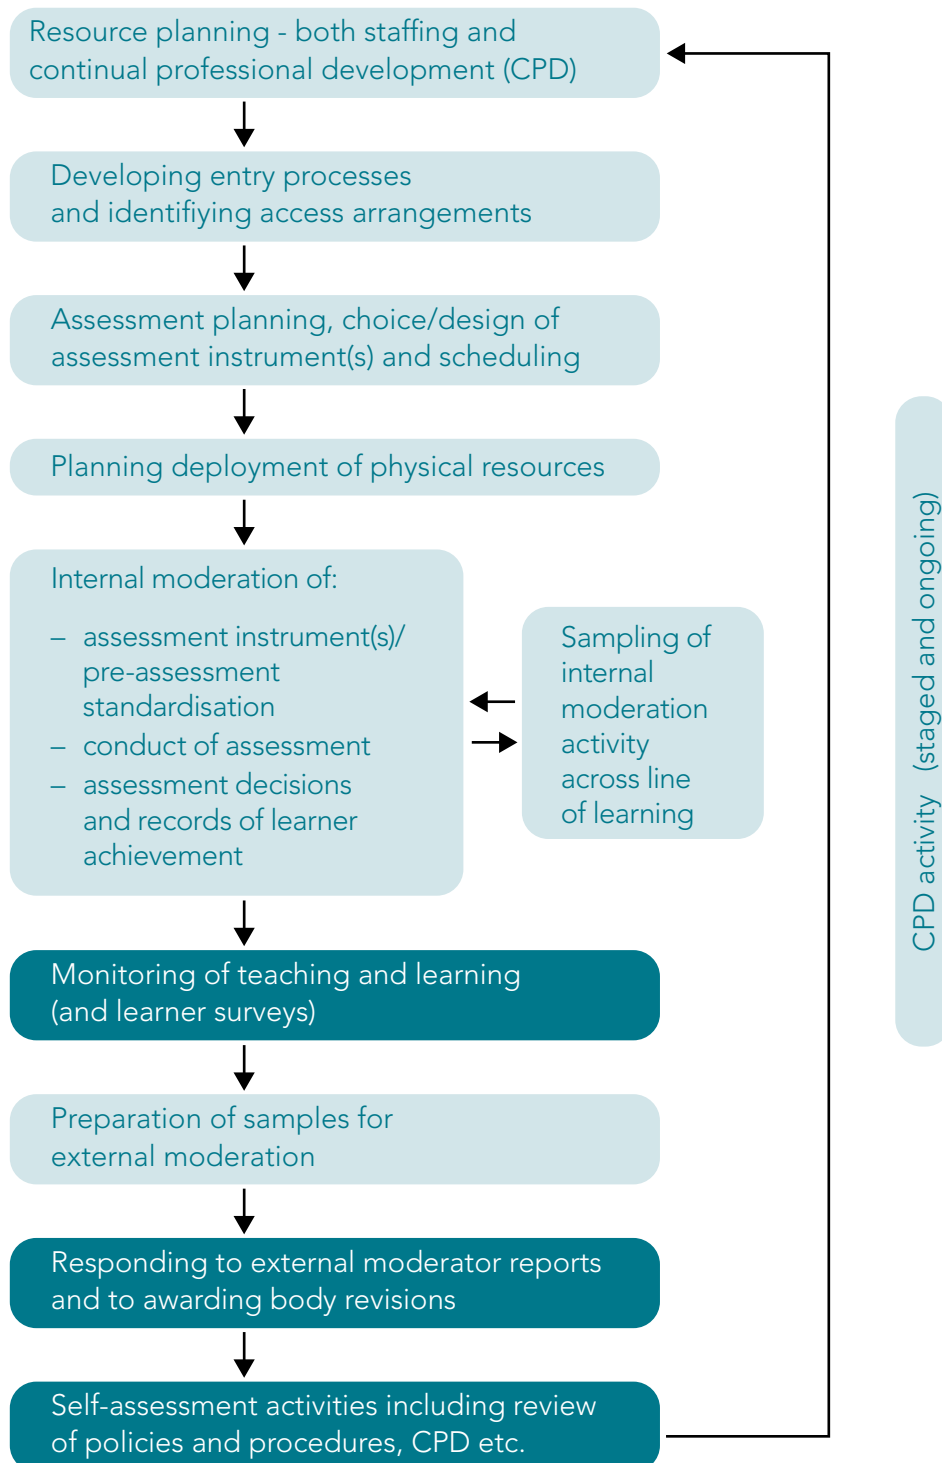 Resource planning - both staffing and
continual professional development (CPD)
Developing entry processes
and identifiying access arrangements
Assessment planning, choice/design of
assessment instrument(s) and scheduling
Planning deployment of physical resources
Internal moderation of:
– assessment instrument(s)/
pre-assessment
standardisation
– conduct of assessment
– assessment decisions
and records of learner
achievement
Sampling of
internal
moderation
activity
across line
of learning
Monitoring of teaching and learning
(and learner surveys)
Preparation of samples for
external moderation
Responding to external moderator reports
and to awarding body revisions
Self-assessment activities including review
of policies and procedures, CPD etc.
CPD activity (staged and ongoing)